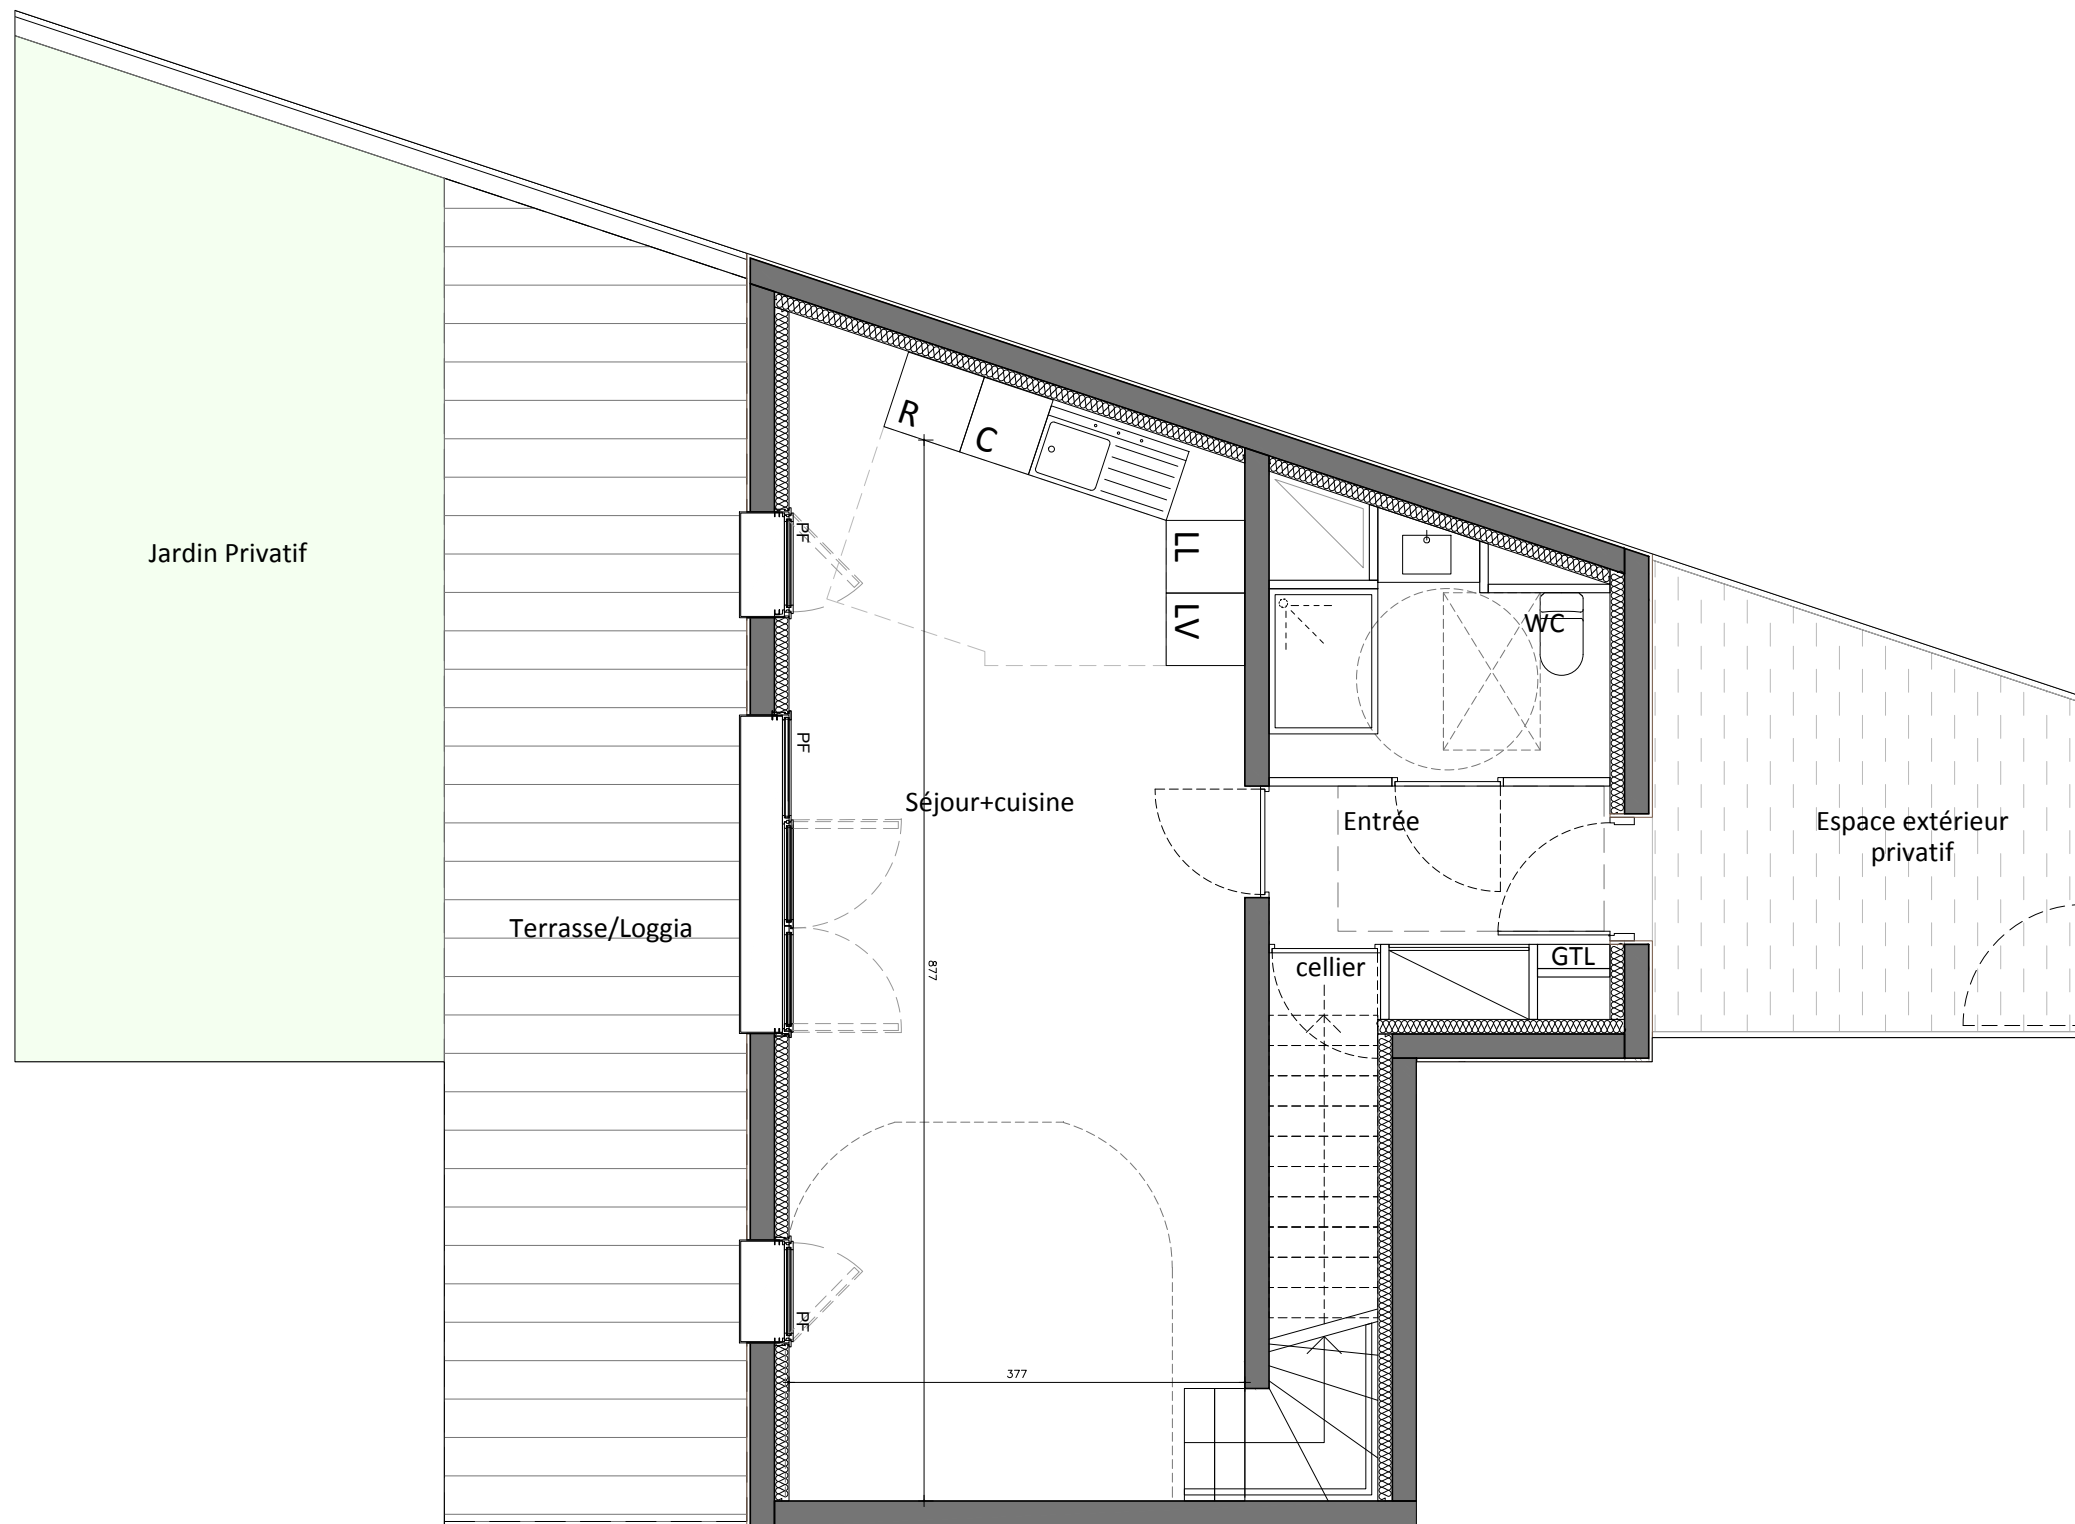 R
C
PF
LL
Jardin Privatif
LV
WC
PF
Séjour+cuisine
Entrée
Espace extérieur
privatif
Terrasse/Loggia
877
cellier
GTL
PF
377